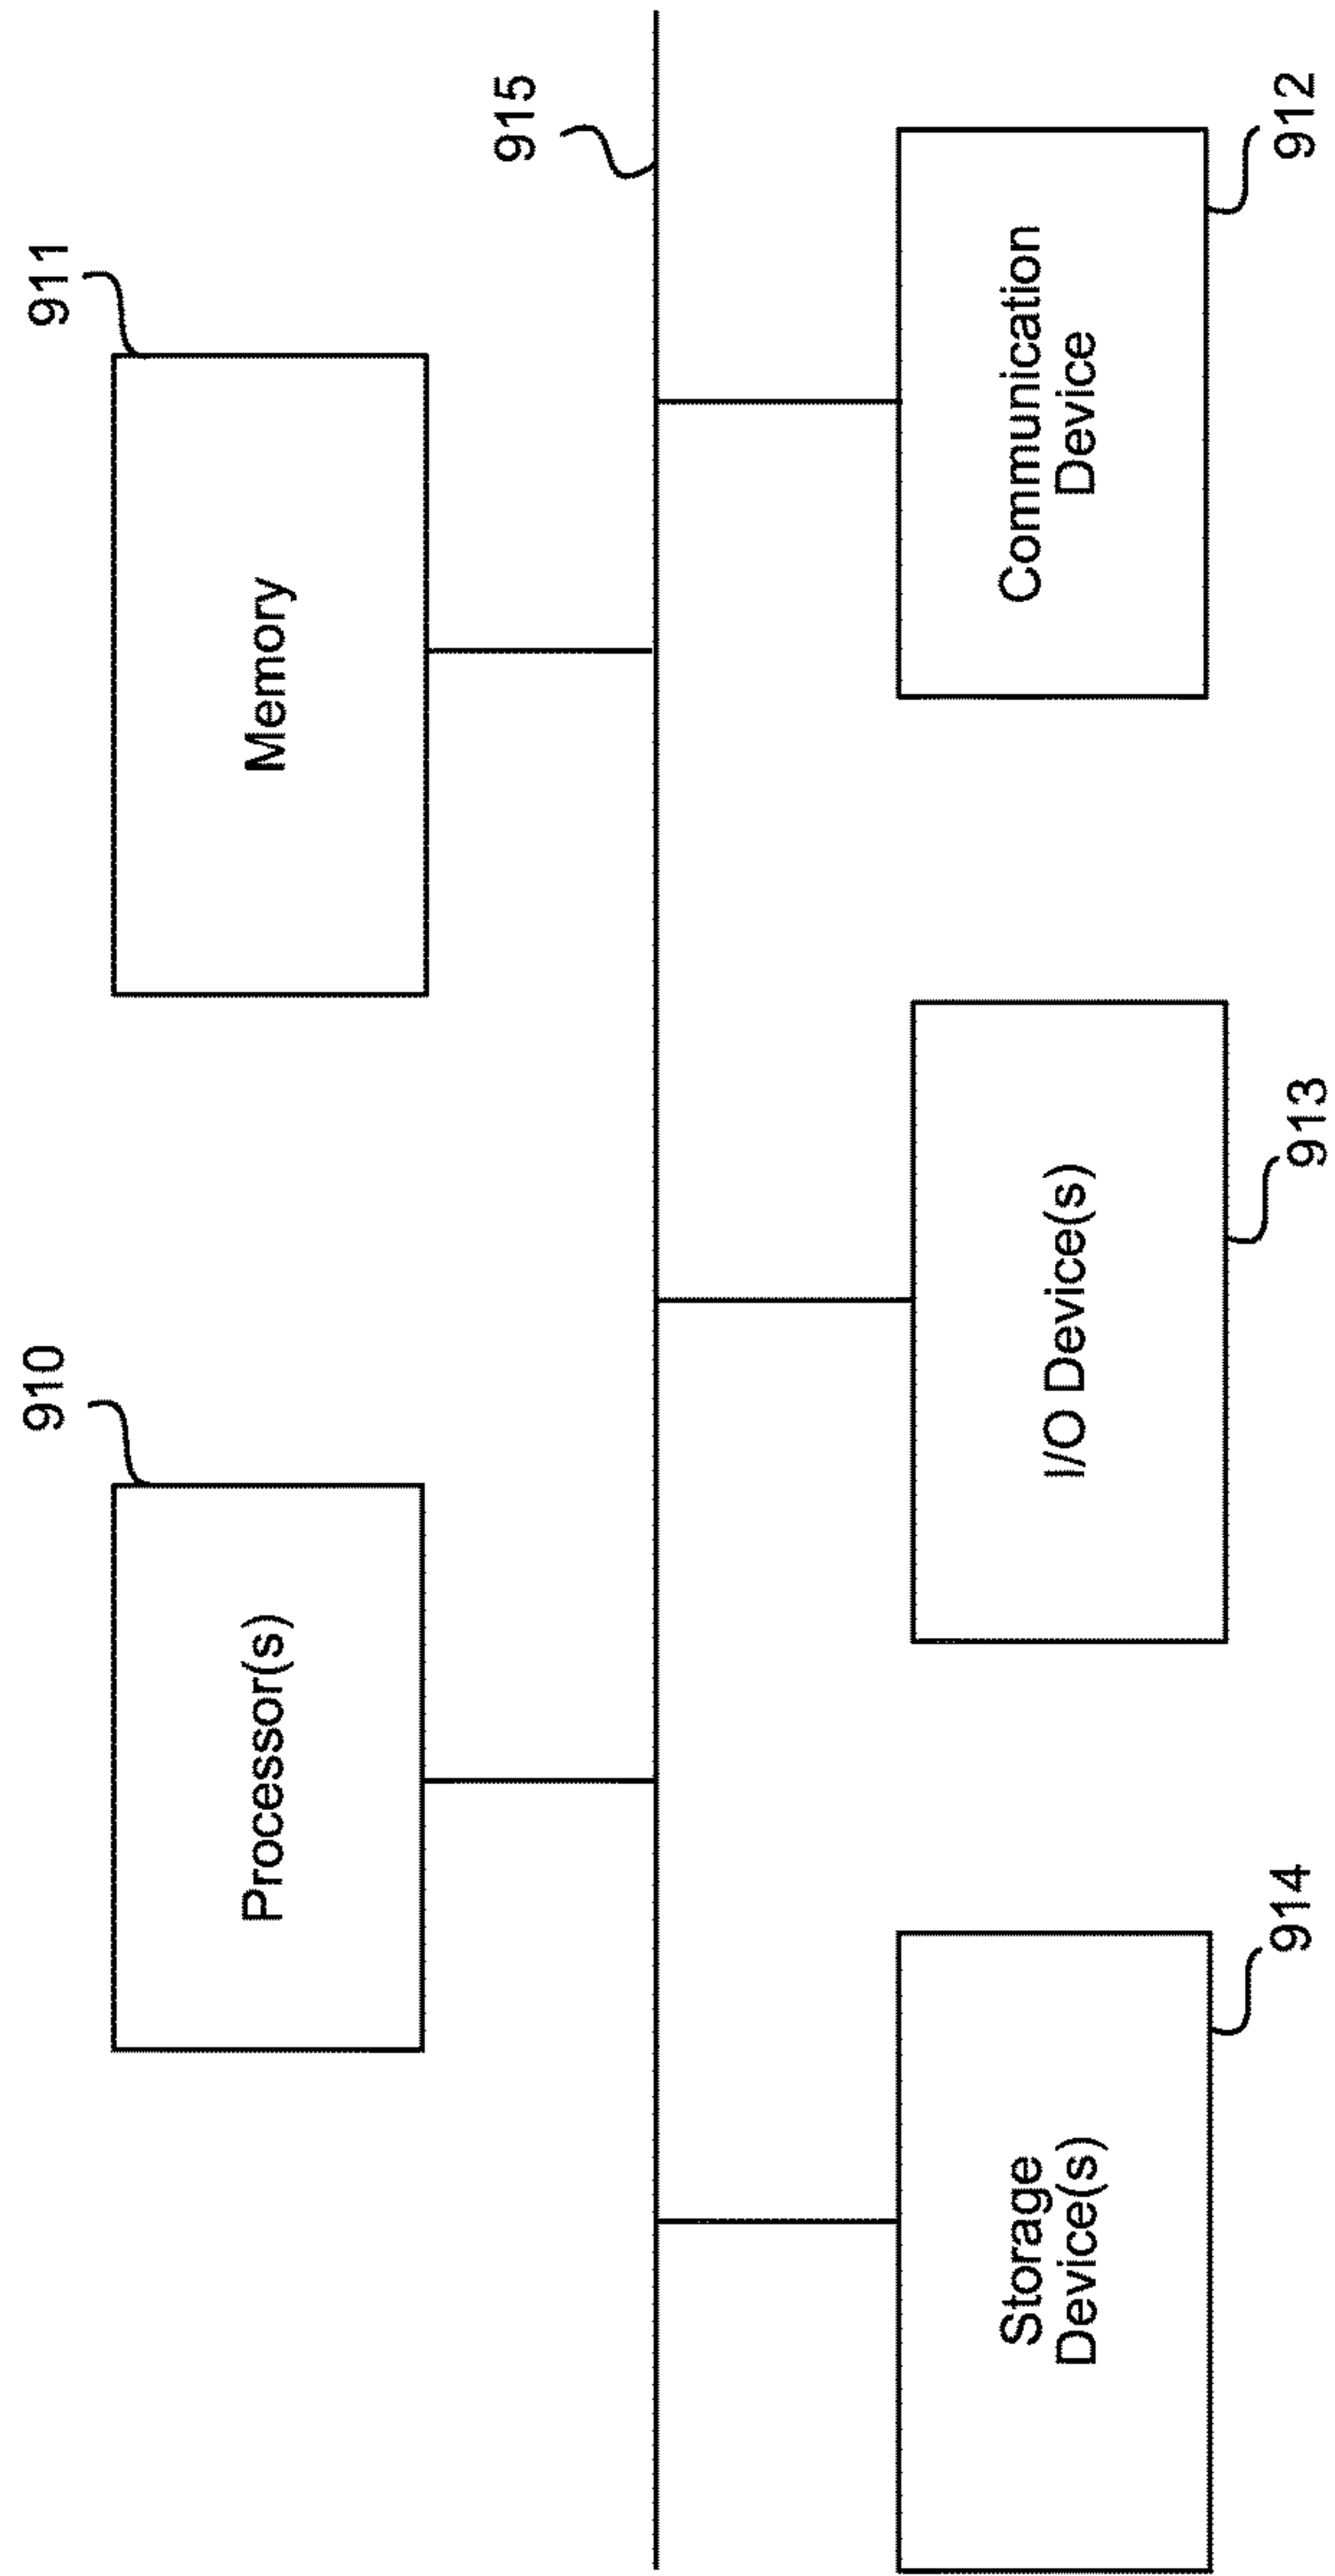 910
911
Processor(s)
Memory
915
Storage
Device(s)
I/O Device(s)
Communication
Device
914
913
912